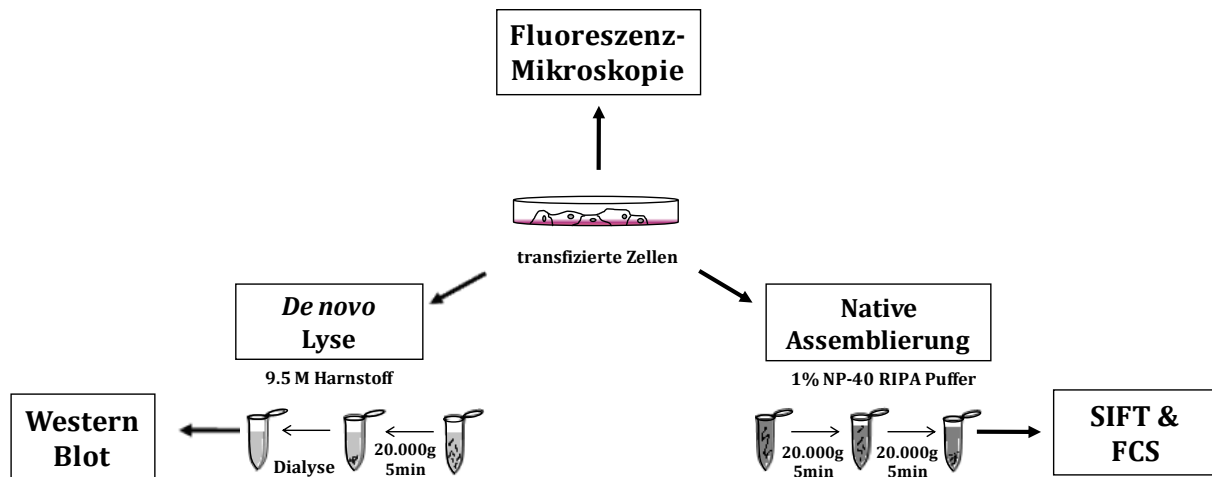 Fluoreszenz-
Mikroskopie
transfizierte Zellen
De novo
Lyse
9.5 M Harnstoff
Native
Assemblierung
1% NP-40 RIPA Puffer
Western
Blot
Dialyse
20.000g
5min
20.000g
5min
20.000g
5min
SIFT &
FCS